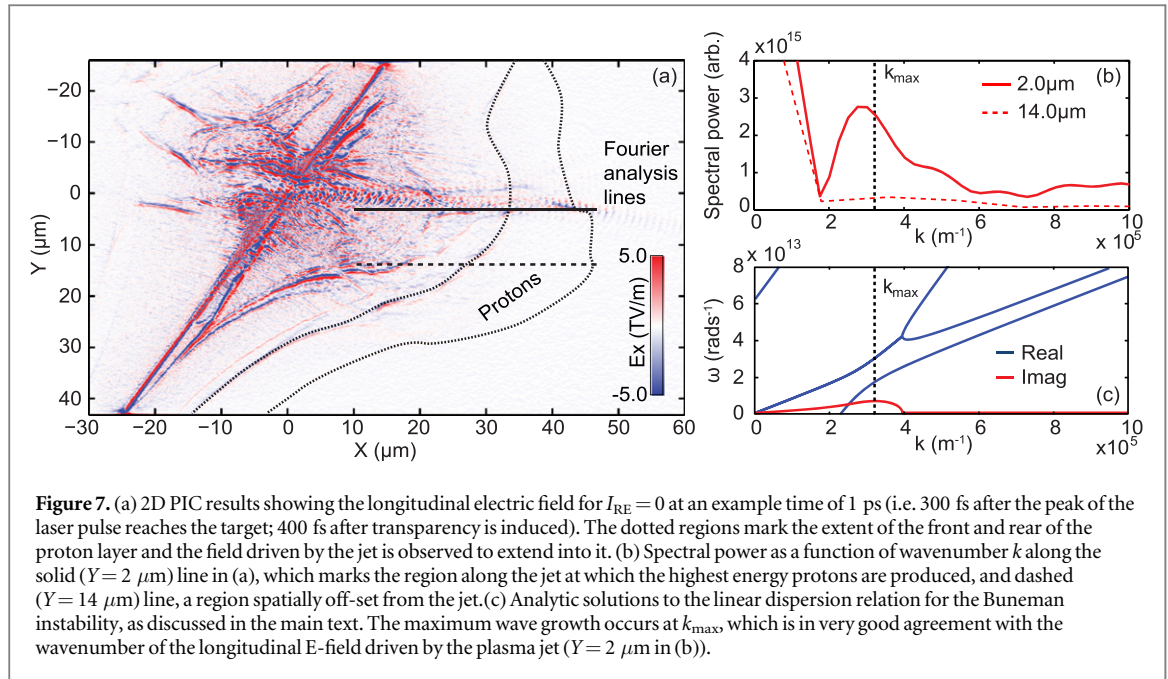 (a)
−20
−10
0
10
20
30
40
Y (µm)
−30
−20
−10
0
10
20
30
40
50
60
X (µm)
Fourier
analysis
lines
Protons
5.0
-5.0
Ex (TV/m)
x10^15
(b)
4
3
2
1
0
Spectral power (arb.)
k_max
2.0µm
14.0µm
0
2
4
6
8
10
k (m^-1)
x 10^5
x 10^13
(c)
8
6
4
2
0
ω (rads^-1)
k_max
Real
Imag
0
2
4
6
8
10
k (m^-1)
x10^5
Figure 7. (a) 2D PIC results showing the longitudinal electric field for I_RE = 0 at an example time of 1 ps (i.e. 300 fs after the peak of the
laser pulse reaches the target; 400 fs after transparency is induced). The dotted regions mark the extent of the front and rear of the
proton layer and the field driven by the jet is observed to extend into it. (b) Spectral power as a function of wavenumber k along the
solid (Y = 2 µm) line in (a), which marks the region along the jet at which the highest energy protons are produced, and dashed
(Y = 14 µm) line, a region spatially off-set from the jet.(c) Analytic solutions to the linear dispersion relation for the Buneman
instability, as discussed in the main text. The maximum wave growth occurs at k_max, which is in very good agreement with the
wavenumber of the longitudinal E-field driven by the plasma jet (Y = 2 µm in (b)).